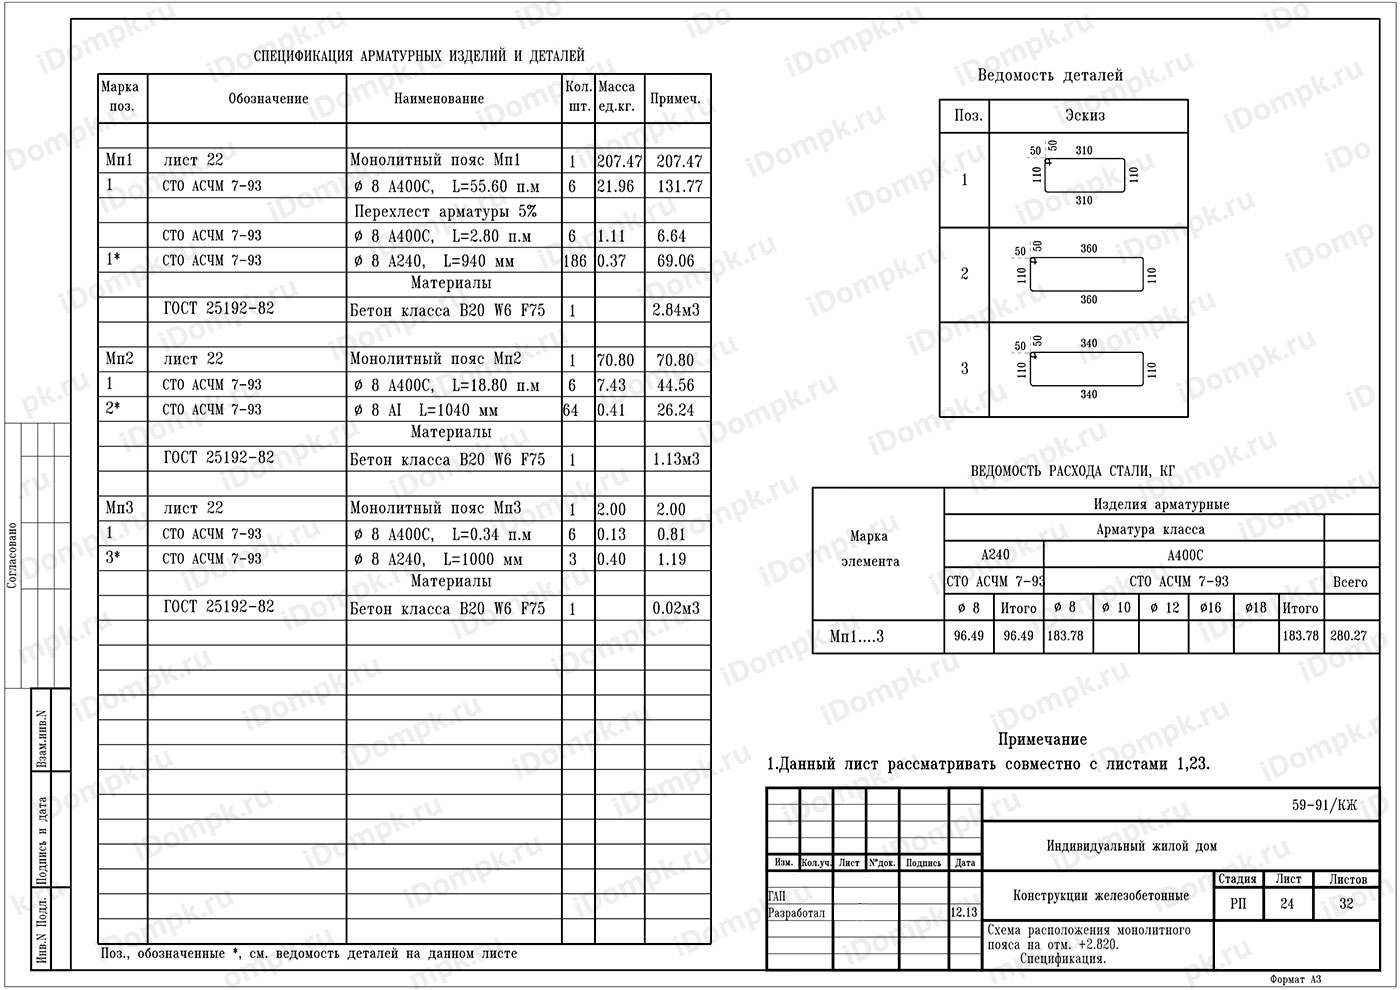 СПЕЦИФИКАЦИЯ АРМАТУРНЫХ ИЗДЕЛИЙ И ДЕТАЛЕЙ
Марка поз. Обозначение Наименование Кол. шт. Масса ед.кг. Примеч.
Мп1 лист 22 Монолитный пояс Мп1 1 207.47 207.47
1 СТО АСЧМ 7-93 ϕ 8 А400С, L=55.60 п.м 6 21.96 131.77
Перехлест арматуры 5%
СТО АСЧМ 7-93 ϕ 8 А400С, L=2.80 п.м 6 1.11 6.64
1* СТО АСЧМ 7-93 ϕ 8 А240, L=940 мм 186 0.37 69.06
Материалы
ГОСТ 25192-82 Бетон класса В20 W6 F75 1 2.84м3
Мп2 лист 22 Монолитный пояс Мп2 1 70.80 70.80
1 СТО АСЧМ 7-93 ϕ 8 А400С, L=18.80 п.м 6 7.43 44.56
2* СТО АСЧМ 7-93 ϕ 8 АI L=1040 мм 64 0.41 26.24
Материалы
ГОСТ 25192-82 Бетон класса В20 W6 F75 1 1.13м3
Мп3 лист 22 Монолитный пояс Мп3 1 2.00 2.00
1 СТО АСЧМ 7-93 ϕ 8 А400С, L=0.34 п.м 6 0.13 0.81
3* СТО АСЧМ 7-93 ϕ 8 А240, L=1000 мм 3 0.40 1.19
Материалы
ГОСТ 25192-82 Бетон класса В20 W6 F75 1 0.02м3
Поз., обозначенные *, см. ведомость деталей на данном листе
Ведомость деталей
Поз. Эскиз
50 50 310
1 110 110
310
50 50 360
2 110 110
360
50 50 340
3 110 110
340
ВЕДОМОСТЬ РАСХОДА СТАЛИ, КГ
Марка элемента
Изделия арматурные
Арматура класса
А240 А400С
СТО АСЧМ 7-93 СТО АСЧМ 7-93 Всего
ϕ 8 Итого ϕ 8 ϕ 10 ϕ 12 ϕ16 ϕ18 Итого
Мп1....3 96.49 96.49 183.78 183.78 280.27
Примечание
1.Данный лист рассматривать совместно с листами 1,23.
59-91/КЖ
Индивидуальный жилой дом
Изм. Кол.уч. Лист N°док. Подпись Дата
ГАП
Разработал 12.13
Конструкции железобетонные
Стадия Лист Листов
РП 24 32
Схема расположения монолитного
пояса на отм. +2.820.
Спецификация.
Формат А3
Согласовано
Взам.инв.N
Подпись и дата
Инв.N Подл.
iDompk.ru